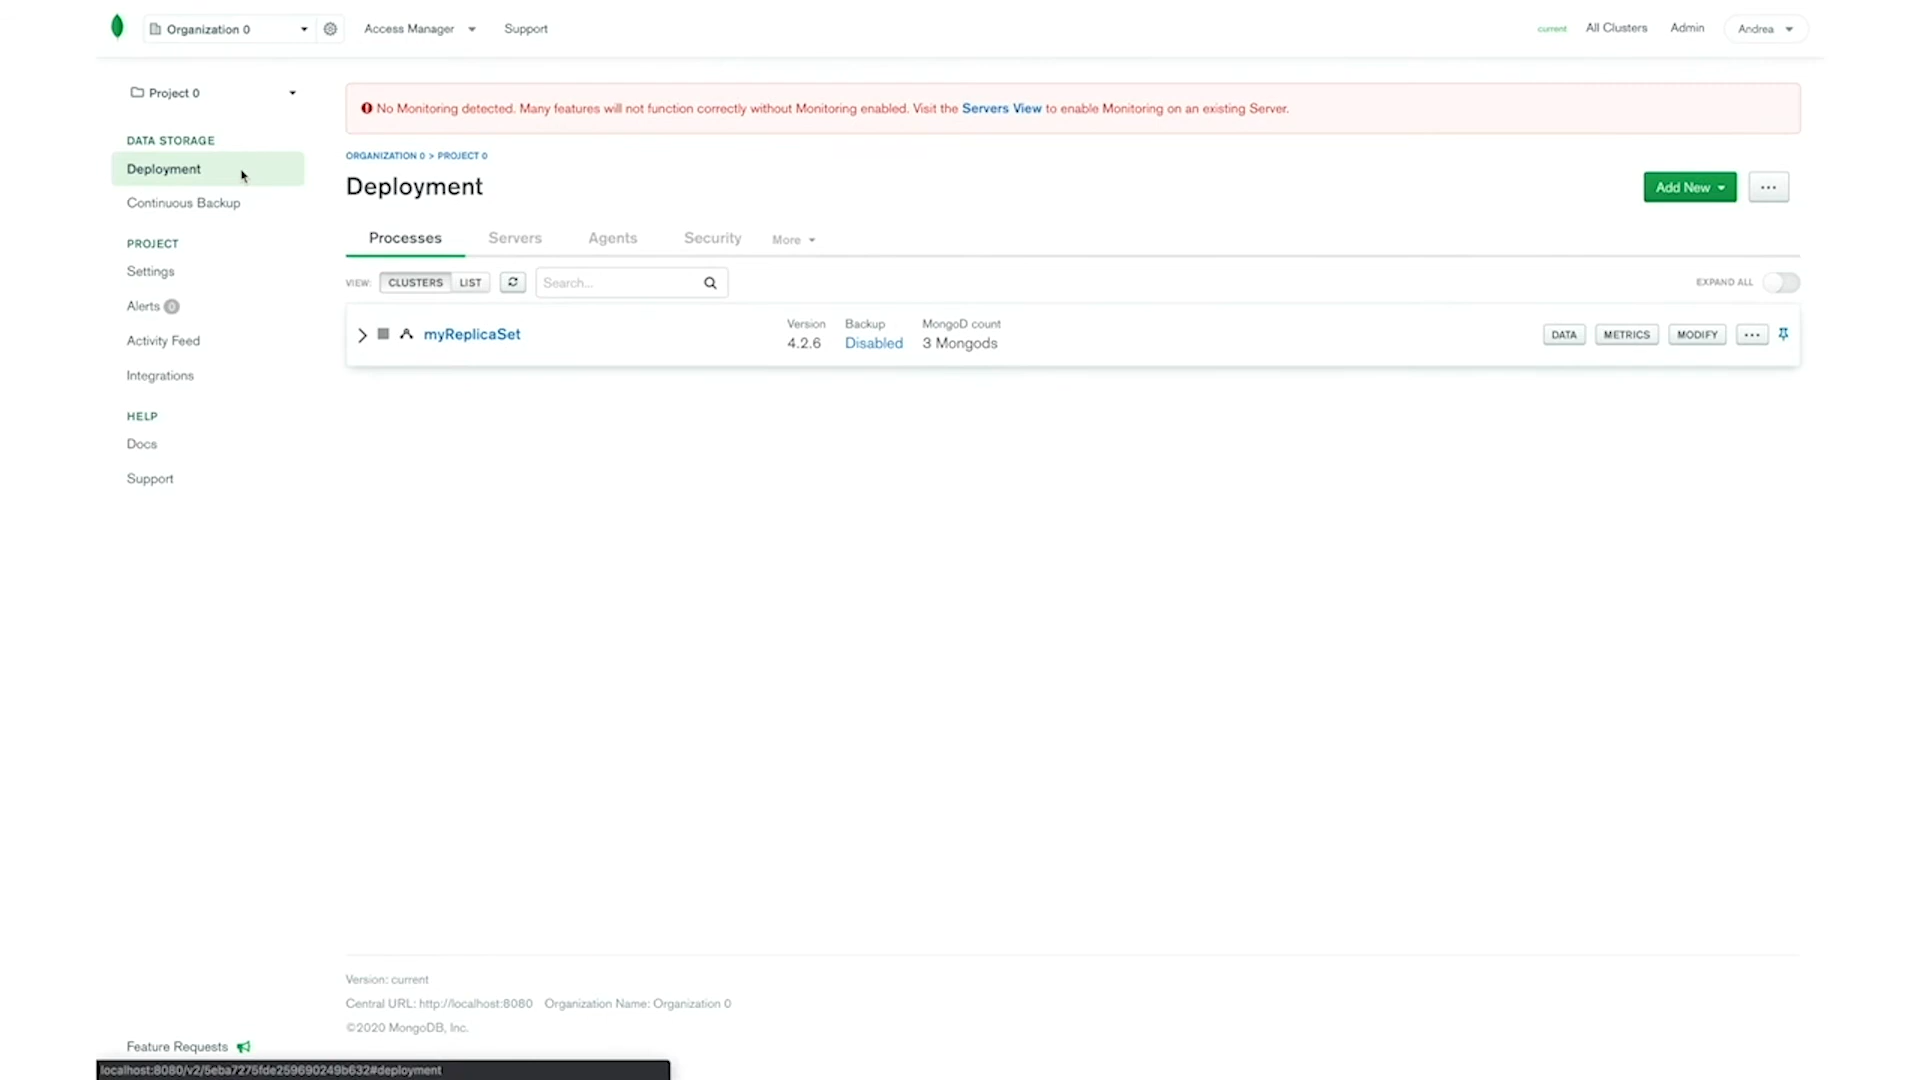 Organization 0 Access Manager Support current All Clusters Admin Andrea
Project 0
No Monitoring detected. Many features will not function correctly without Monitoring enabled. Visit the Servers View to enable Monitoring on an existing Server.
DATA STORAGE
Deployment
Continuous Backup
PROJECT
Settings
Alerts 0
Activity Feed
Integrations
HELP
Docs
Support
ORGANIZATION 0 > PROJECT 0
Deployment
Add New ...
Processes Servers Agents Security More
VIEW: CLUSTERS LIST Search... EXPAND ALL
myReplicaSet
Version Backup MongoD count
4.2.6 Disabled 3 Mongods
DATA METRICS MODIFY ...
Version: current
Central URL: http://localhost:8080 Organization Name: Organization 0
©2020 MongoDB, Inc.
Feature Requests
localhost:8080/v2/5eba7275fde259690249b632#deployment